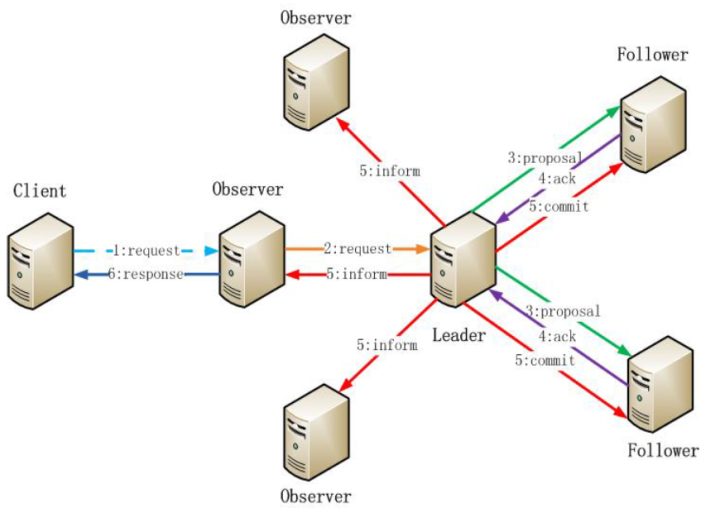 Observer
Follower
3:proposal
4:ack
5:commit
5:inform
Client
Observer
1:request
2:request
6:response
5:inform
Leader
3:proposal
4:ack
5:commit
5:inform
Follower
Observer